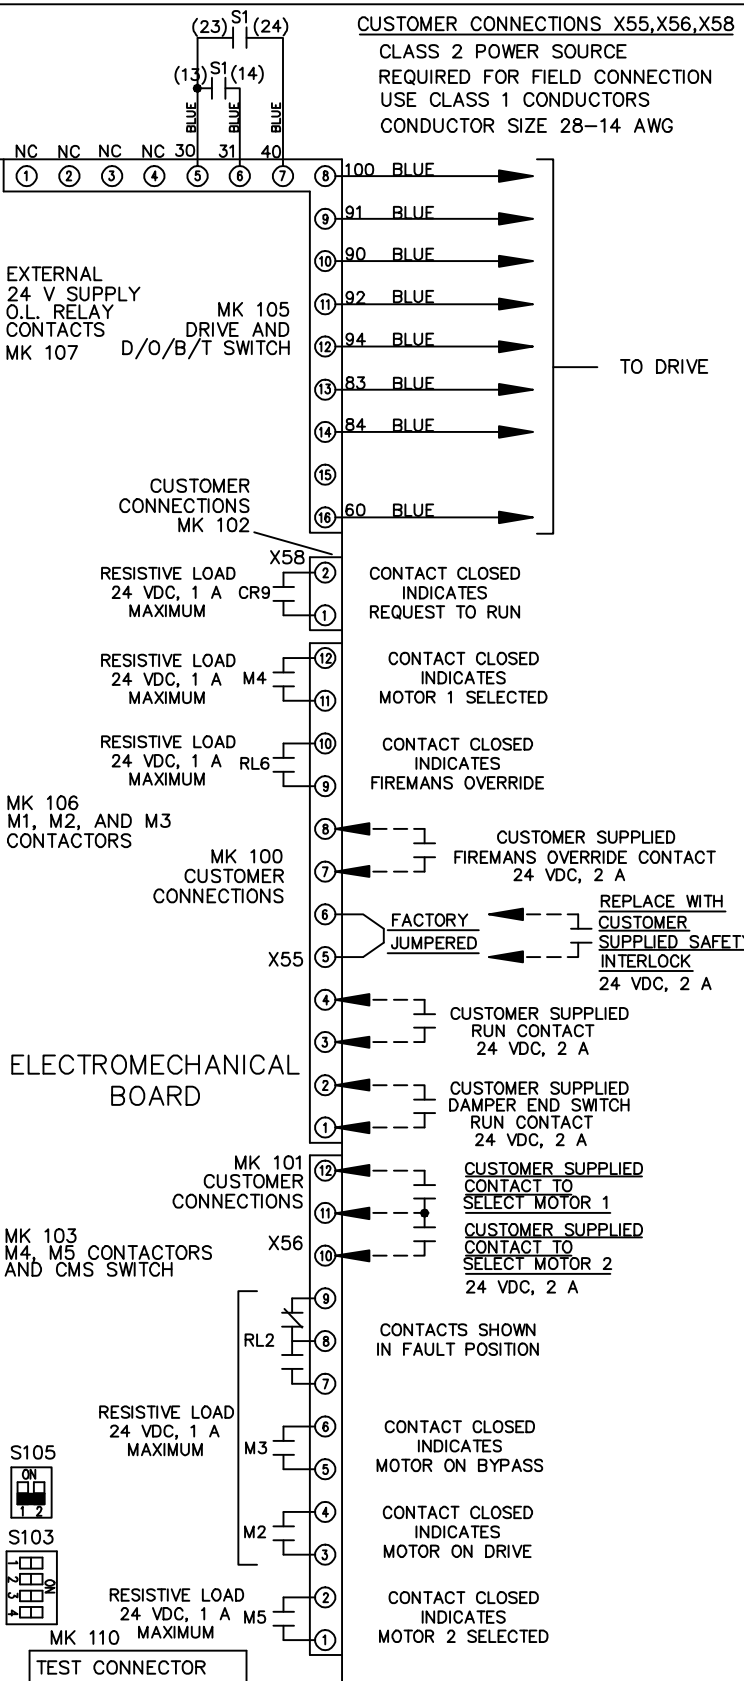 S1
(23) (24)
CUSTOMER CONNECTIONS X55,X56,X58
CLASS 2 POWER SOURCE
REQUIRED FOR FIELD CONNECTION
USE CLASS 1 CONDUCTORS
CONDUCTOR SIZE 28-14 AWG
S1
(13) (14)
BLUE BLUE BLUE
NC NC NC NC 30 31 40
1 2 3 4 5 6 7 8 100 BLUE
9 91 BLUE
10 90 BLUE
11 92 BLUE
12 94 BLUE
13 83 BLUE
14 84 BLUE
15
16 60 BLUE
TO DRIVE
EXTERNAL
24 V SUPPLY
O.L. RELAY
CONTACTS
MK 107
MK 105
DRIVE AND
D/O/B/T SWITCH
CUSTOMER
CONNECTIONS
MK 102
X58
2
1
RESISTIVE LOAD
24 VDC, 1 A
MAXIMUM
CR9
CONTACT CLOSED
INDICATES
REQUEST TO RUN
12
11
RESISTIVE LOAD
24 VDC, 1 A
MAXIMUM
M4
CONTACT CLOSED
INDICATES
MOTOR 1 SELECTED
10
9
RESISTIVE LOAD
24 VDC, 1 A
MAXIMUM
RL6
CONTACT CLOSED
INDICATES
FIREMANS OVERRIDE
MK 106
M1, M2, AND M3
CONTACTORS
8
7
CUSTOMER SUPPLIED
FIREMANS OVERRIDE CONTACT
24 VDC, 2 A
MK 100
CUSTOMER
CONNECTIONS
6
5
FACTORY
JUMPERED
REPLACE WITH
CUSTOMER
SUPPLIED SAFETY
INTERLOCK
24 VDC, 2 A
X55
4
3
CUSTOMER SUPPLIED
RUN CONTACT
24 VDC, 2 A
ELECTROMECHANICAL
BOARD
2
1
CUSTOMER SUPPLIED
DAMPER END SWITCH
RUN CONTACT
24 VDC, 2 A
MK 101
CUSTOMER
CONNECTIONS
12
11
10
CUSTOMER SUPPLIED
CONTACT TO
SELECT MOTOR 1
CUSTOMER SUPPLIED
CONTACT TO
SELECT MOTOR 2
24 VDC, 2 A
MK 103
M4, M5 CONTACTORS
AND CMS SWITCH
X56
9
8
7
RL2
CONTACTS SHOWN
IN FAULT POSITION
RESISTIVE LOAD
24 VDC, 1 A
MAXIMUM
6
5
M3
CONTACT CLOSED
INDICATES
MOTOR ON BYPASS
4
3
M2
CONTACT CLOSED
INDICATES
MOTOR ON DRIVE
S105
ON
1 2
S103
1
2
3
4
ON
2
1
RESISTIVE LOAD
24 VDC, 1 A
MAXIMUM
M5
CONTACT CLOSED
INDICATES
MOTOR 2 SELECTED
MK 110
TEST CONNECTOR